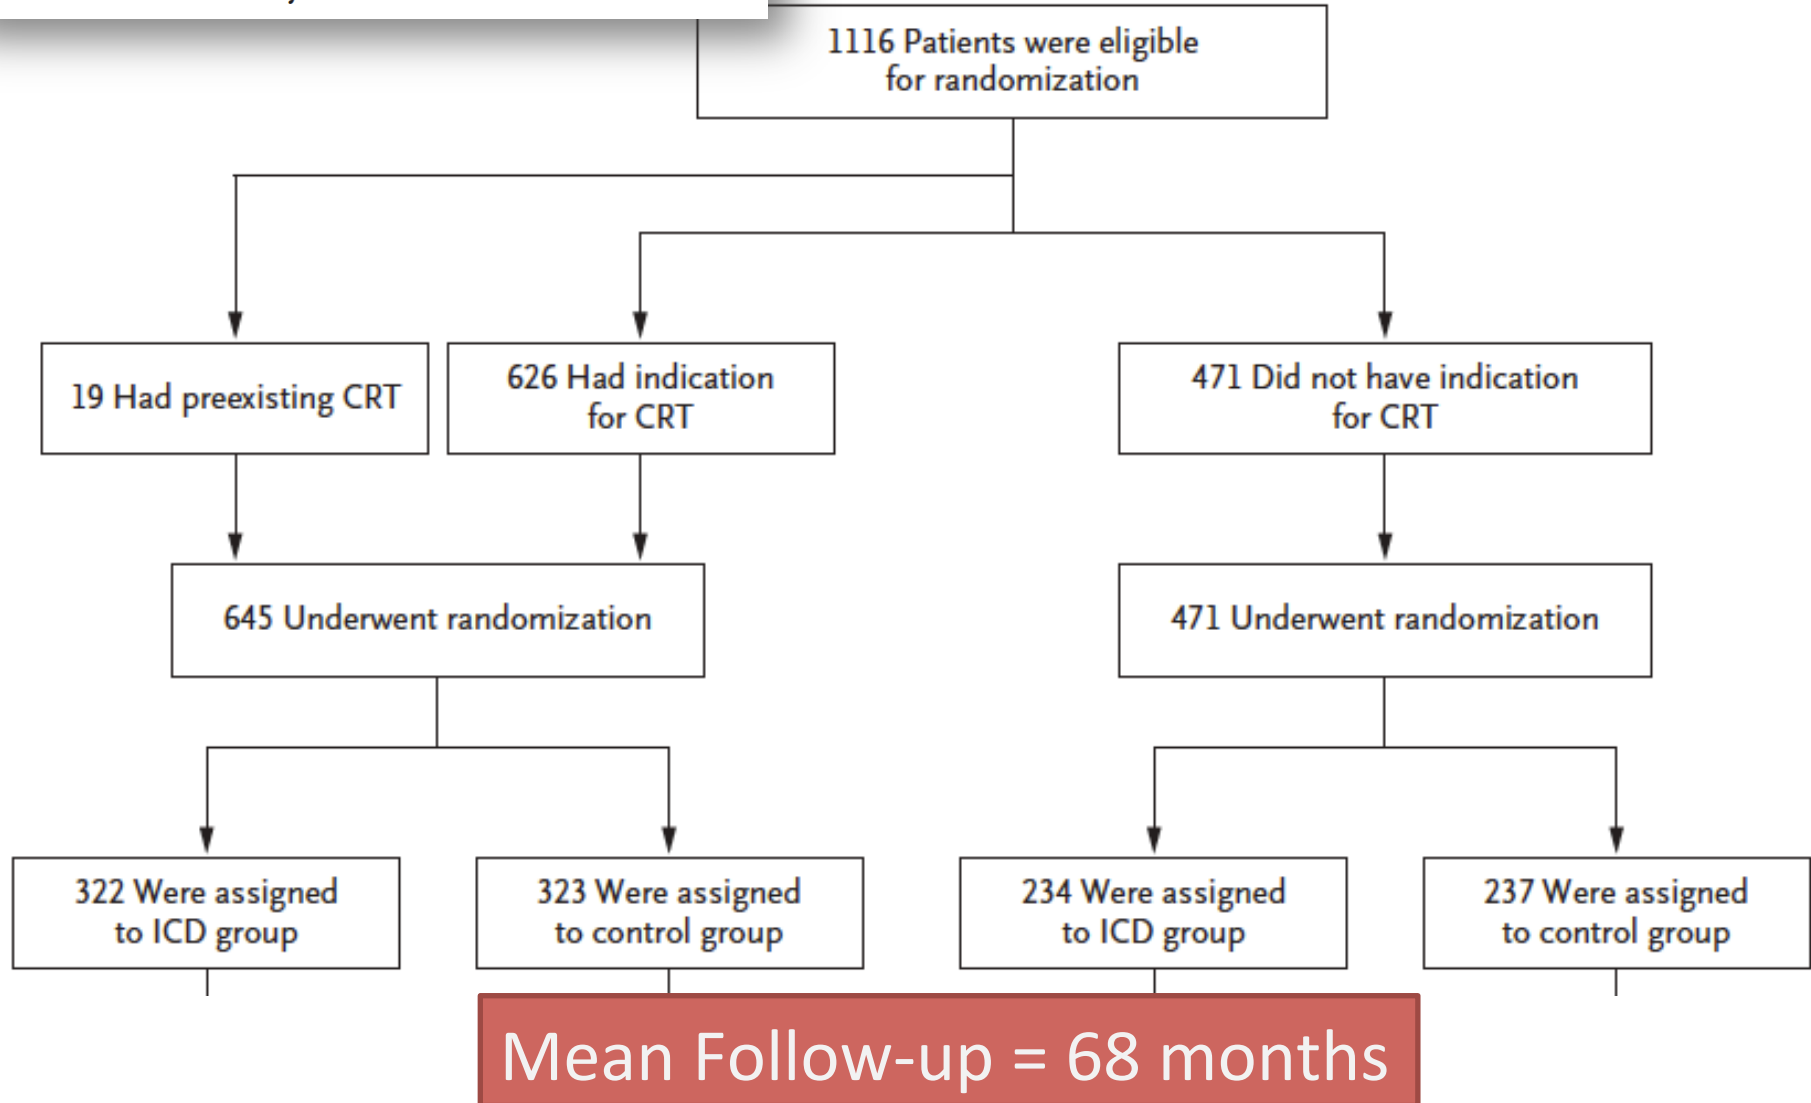 1116 Patients were eligible
for randomization
19 Had preexisting CRT
626 Had indication
for CRT
471 Did not have indication
for CRT
645 Underwent randomization
471 Underwent randomization
322 Were assigned
to ICD group
323 Were assigned
to control group
234 Were assigned
to ICD group
237 Were assigned
to control group
Mean Follow-up = 68 months